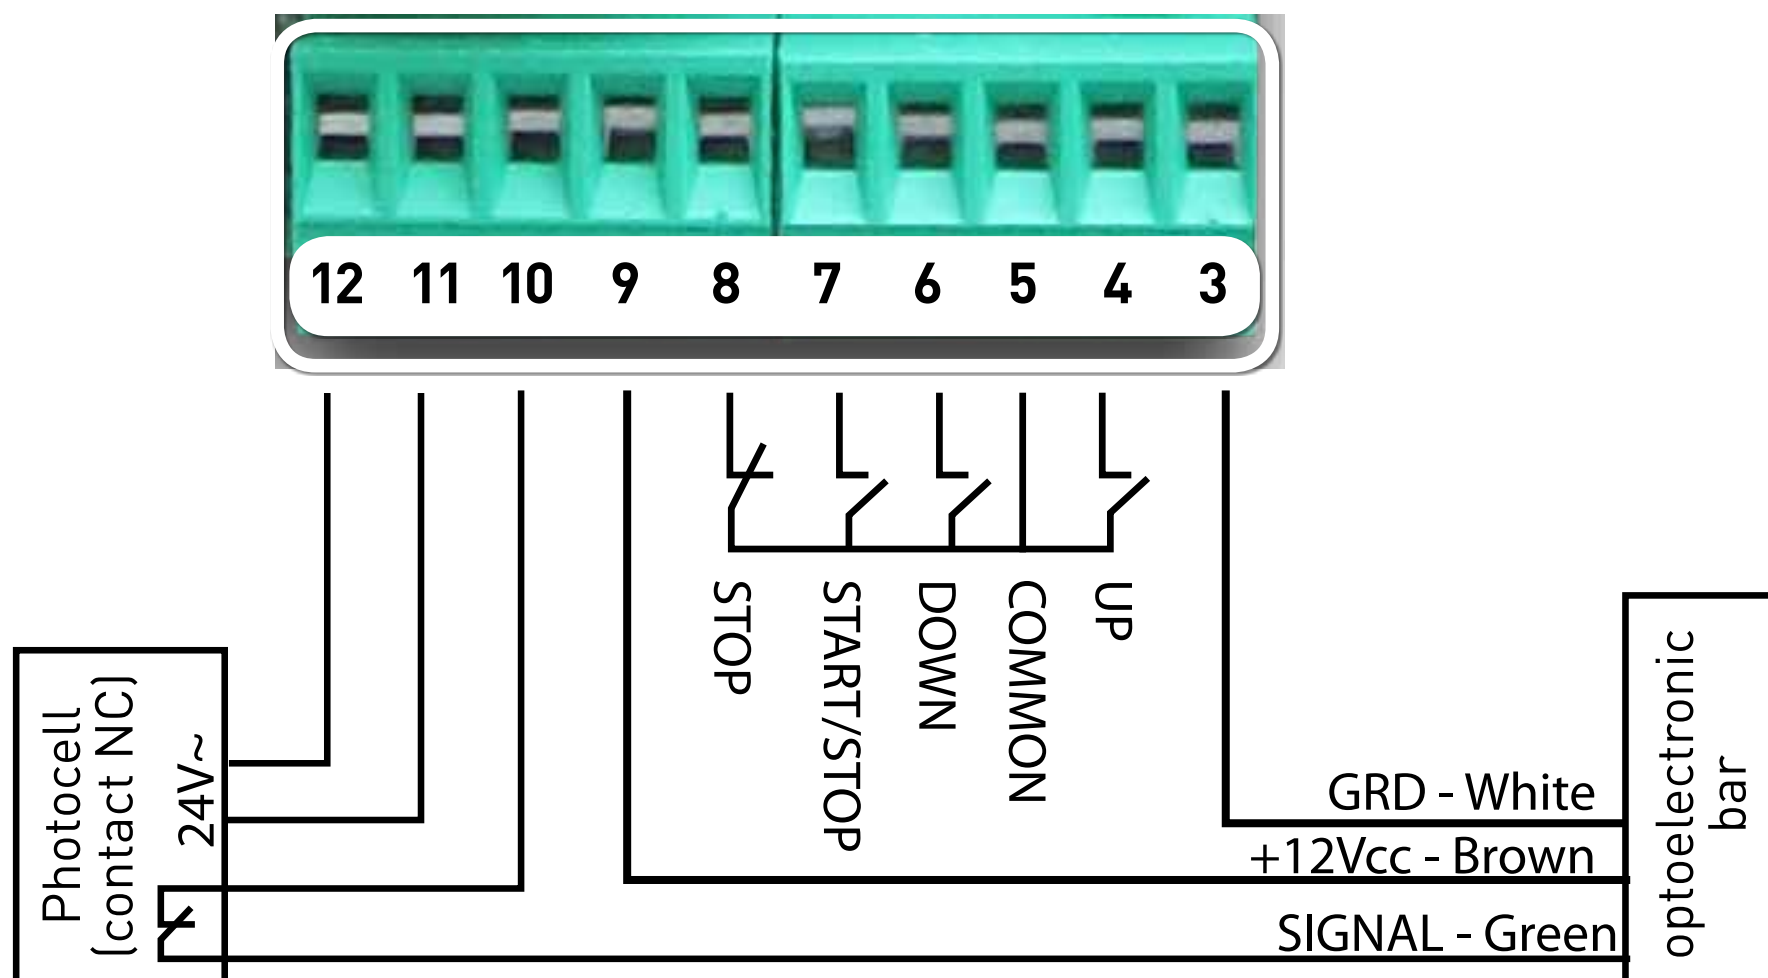 12 11 10 9 8 7 6 5 4 3
STOP
START/STOP
DOWN
COMMON
UP
Photocell
(contact NC)
24V~
GRD - White
+12Vcc - Brown
SIGNAL - Green
optoelectronic
bar